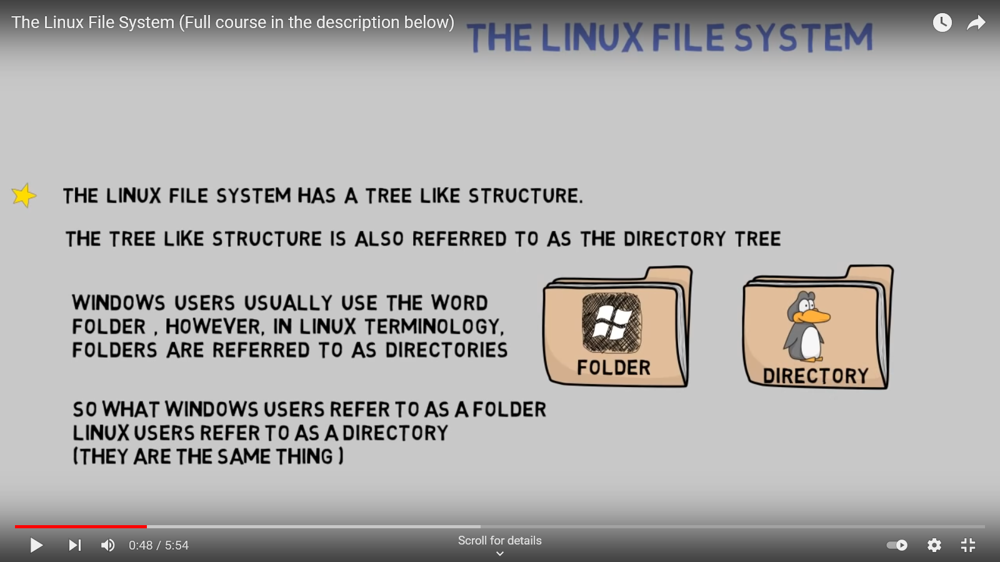 The Linux File System (Full course in the description below)
THE LINUX FILE SYSTEM
THE LINUX FILE SYSTEM HAS A TREE LIKE STRUCTURE.
THE TREE LIKE STRUCTURE IS ALSO REFERRED TO AS THE DIRECTORY TREE
WINDOWS USERS USUALLY USE THE WORD
FOLDER , HOWEVER, IN LINUX TERMINOLOGY,
FOLDERS ARE REFERRED TO AS DIRECTORIES
FOLDER
DIRECTORY
SO WHAT WINDOWS USERS REFER TO AS A FOLDER
LINUX USERS REFER TO AS A DIRECTORY
(THEY ARE THE SAME THING )
0:48 / 5:54
Scroll for details